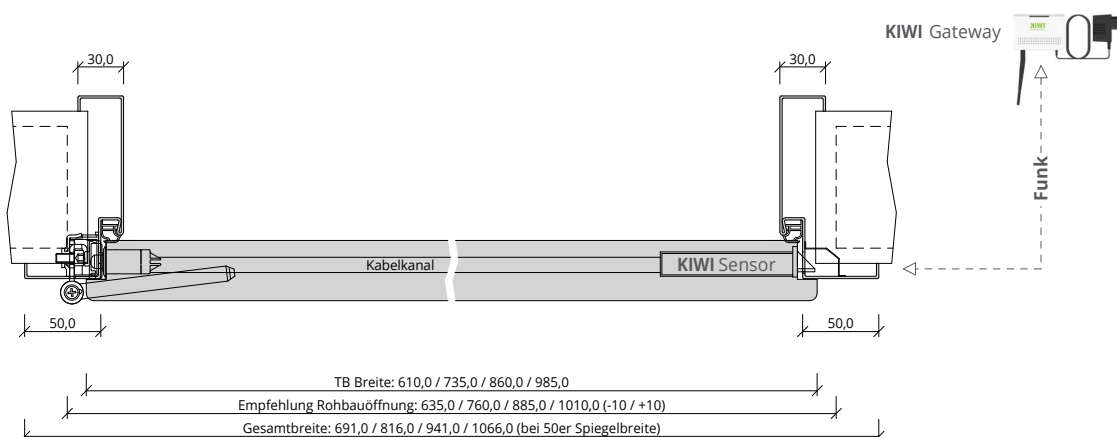 KIWI Gateway
KIWI
30,0
30,0
Funk
Kabelkanal
KIWI Sensor
50,0
50,0
TB Breite: 610,0 / 735,0 / 860,0 / 985,0
Empfehlung Rohbauöffnung: 635,0 / 760,0 / 885,0 / 1010,0 (-10 / +10)
Gesamtbreite: 691,0 / 816,0 / 941,0 / 1066,0 (bei 50er Spiegelbreite)